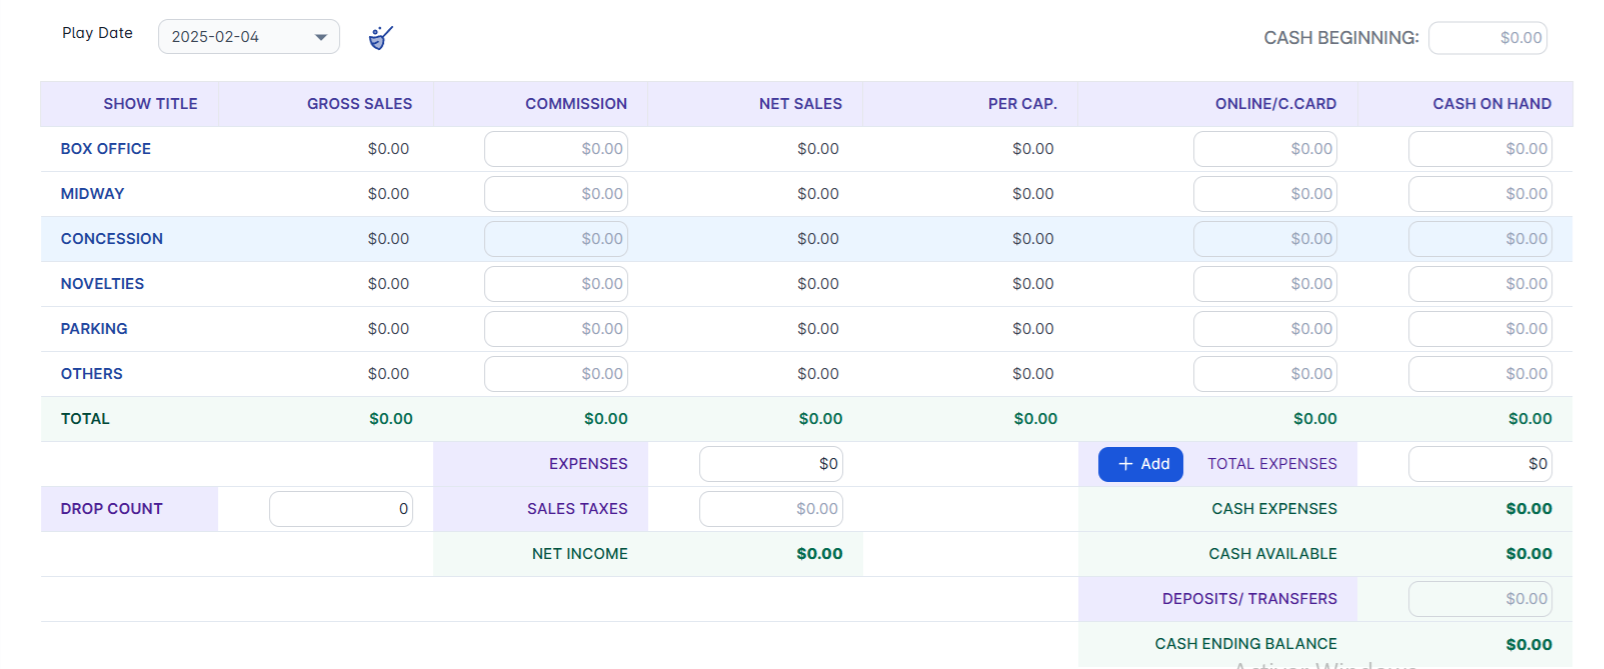 Play Date 2025-02-04 CASH BEGINNING: $0.00
SHOW TITLE GROSS SALES COMMISSION NET SALES PER CAP. ONLINE/C.CARD CASH ON HAND
BOX OFFICE $0.00 $0.00 $0.00 $0.00 $0.00 $0.00
MIDWAY $0.00 $0.00 $0.00 $0.00 $0.00 $0.00
CONCESSION $0.00 $0.00 $0.00 $0.00 $0.00 $0.00
NOVELTIES $0.00 $0.00 $0.00 $0.00 $0.00 $0.00
PARKING $0.00 $0.00 $0.00 $0.00 $0.00 $0.00
OTHERS $0.00 $0.00 $0.00 $0.00 $0.00 $0.00
TOTAL $0.00 $0.00 $0.00 $0.00 $0.00 $0.00
EXPENSES $0 + Add TOTAL EXPENSES $0
DROP COUNT 0 SALES TAXES $0.00 CASH EXPENSES $0.00
NET INCOME $0.00 CASH AVAILABLE $0.00
DEPOSITS/ TRANSFERS $0.00
CASH ENDING BALANCE $0.00